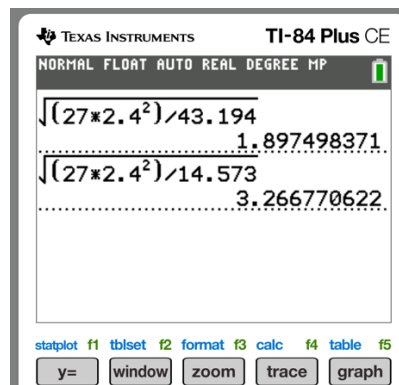 TEXAS INSTRUMENTS TI-84 Plus CE
NORMAL FLOAT AUTO REAL DEGREE MP
√(27*2.4²)/43.194
1.897498371
√(27*2.4²)/14.573
3.266770622
statplot f1 tblset f2 format f3 calc f4 table f5
y= window zoom trace graph